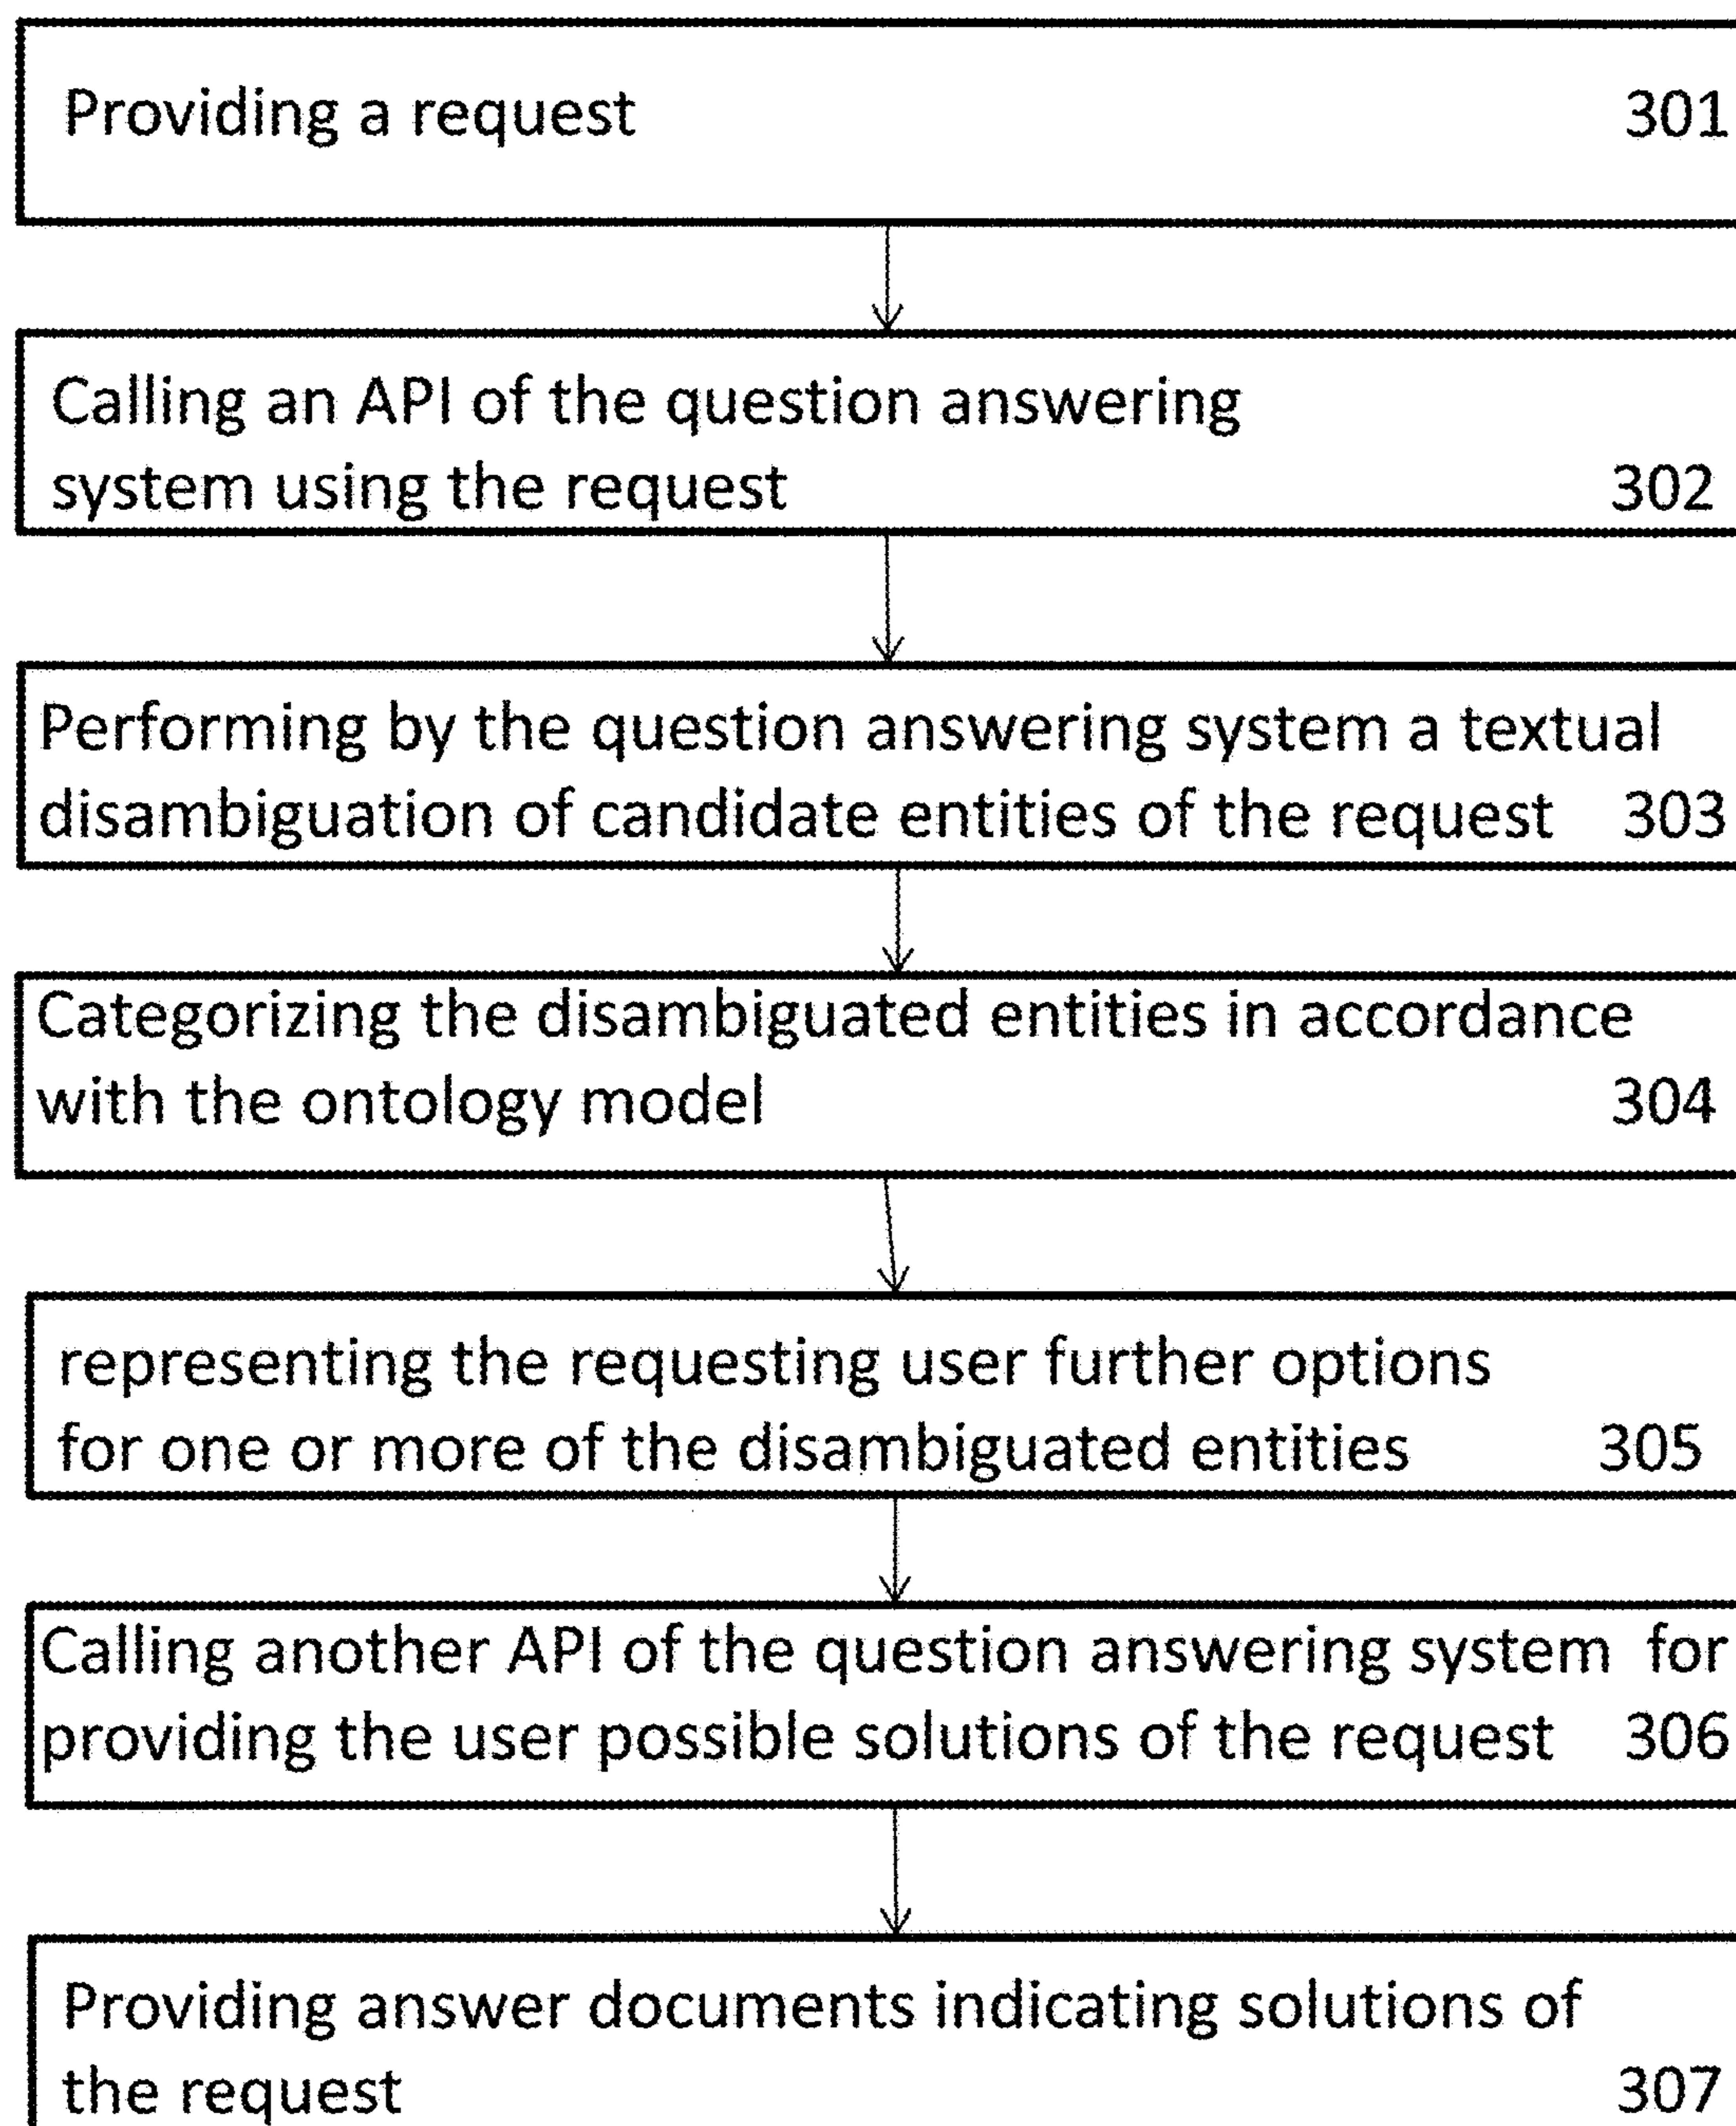 Providing a request 301
Calling an API of the question answering
system using the request 302
Performing by the question answering system a textual
disambiguation of candidate entities of the request 303
Categorizing the disambiguated entities in accordance
with the ontology model 304
representing the requesting user further options
for one or more of the disambiguated entities 305
Calling another API of the question answering system for
providing the user possible solutions of the request 306
Providing answer documents indicating solutions of
the request 307